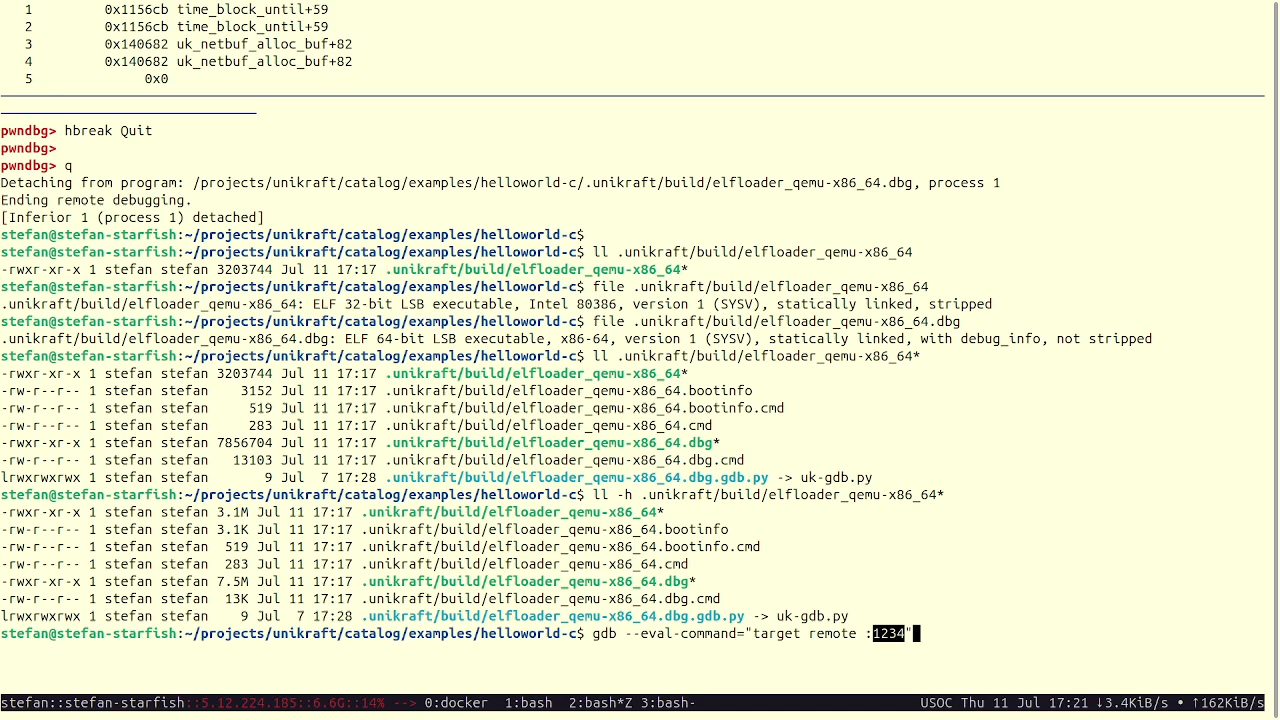 1 0x1156cb time_block_until+59
2 0x1156cb time_block_until+59
3 0x140682 uk_netbuf_alloc_buf+82
4 0x140682 uk_netbuf_alloc_buf+82
5 0x0
pwndbg> hbreak Quit
pwndbg>
pwndbg> q
Detaching from program: /projects/unikraft/catalog/examples/helloworld-c/.unikraft/build/elfloader_qemu-x86_64.dbg, process 1
Ending remote debugging.
[Inferior 1 (process 1) detached]
stefan@stefan-starfish:~/projects/unikraft/catalog/examples/helloworld-c$
stefan@stefan-starfish:~/projects/unikraft/catalog/examples/helloworld-c$ ll .unikraft/build/elfloader_qemu-x86_64
-rwxr-xr-x 1 stefan stefan 3203744 Jul 11 17:17 .unikraft/build/elfloader_qemu-x86_64*
stefan@stefan-starfish:~/projects/unikraft/catalog/examples/helloworld-c$ file .unikraft/build/elfloader_qemu-x86_64
.unikraft/build/elfloader_qemu-x86_64: ELF 32-bit LSB executable, Intel 80386, version 1 (SYSV), statically linked, stripped
stefan@stefan-starfish:~/projects/unikraft/catalog/examples/helloworld-c$ file .unikraft/build/elfloader_qemu-x86_64.dbg
.unikraft/build/elfloader_qemu-x86_64.dbg: ELF 64-bit LSB executable, x86-64, version 1 (SYSV), statically linked, with debug_info, not stripped
stefan@stefan-starfish:~/projects/unikraft/catalog/examples/helloworld-c$ ll .unikraft/build/elfloader_qemu-x86_64*
-rwxr-xr-x 1 stefan stefan 3203744 Jul 11 17:17 .unikraft/build/elfloader_qemu-x86_64*
-rw-r--r-- 1 stefan stefan 3152 Jul 11 17:17 .unikraft/build/elfloader_qemu-x86_64.bootinfo
-rw-r--r-- 1 stefan stefan 519 Jul 11 17:17 .unikraft/build/elfloader_qemu-x86_64.bootinfo.cmd
-rw-r--r-- 1 stefan stefan 283 Jul 11 17:17 .unikraft/build/elfloader_qemu-x86_64.cmd
-rwxr-xr-x 1 stefan stefan 7856704 Jul 11 17:17 .unikraft/build/elfloader_qemu-x86_64.dbg*
-rw-r--r-- 1 stefan stefan 13103 Jul 11 17:17 .unikraft/build/elfloader_qemu-x86_64.dbg.cmd
lrwxrwxrwx 1 stefan stefan 9 Jul 7 17:28 .unikraft/build/elfloader_qemu-x86_64.dbg.gdb.py -> uk-gdb.py
stefan@stefan-starfish:~/projects/unikraft/catalog/examples/helloworld-c$ ll -h .unikraft/build/elfloader_qemu-x86_64*
-rwxr-xr-x 1 stefan stefan 3.1M Jul 11 17:17 .unikraft/build/elfloader_qemu-x86_64*
-rw-r--r-- 1 stefan stefan 3.1K Jul 11 17:17 .unikraft/build/elfloader_qemu-x86_64.bootinfo
-rw-r--r-- 1 stefan stefan 519 Jul 11 17:17 .unikraft/build/elfloader_qemu-x86_64.bootinfo.cmd
-rw-r--r-- 1 stefan stefan 283 Jul 11 17:17 .unikraft/build/elfloader_qemu-x86_64.cmd
-rwxr-xr-x 1 stefan stefan 7.5M Jul 11 17:17 .unikraft/build/elfloader_qemu-x86_64.dbg*
-rw-r--r-- 1 stefan stefan 13K Jul 11 17:17 .unikraft/build/elfloader_qemu-x86_64.dbg.cmd
lrwxrwxrwx 1 stefan stefan 9 Jul 7 17:28 .unikraft/build/elfloader_qemu-x86_64.dbg.gdb.py -> uk-gdb.py
stefan@stefan-starfish:~/projects/unikraft/catalog/examples/helloworld-c$ gdb --eval-command="target remote :1234"
stefan::stefan-starfish::5.12.224.185::6.6G::14% --> 0:docker 1:bash 2:bash*Z 3:bash- USOC Thu 11 Jul 17:21 ↓3.4KiB/s • ↑162KiB/s